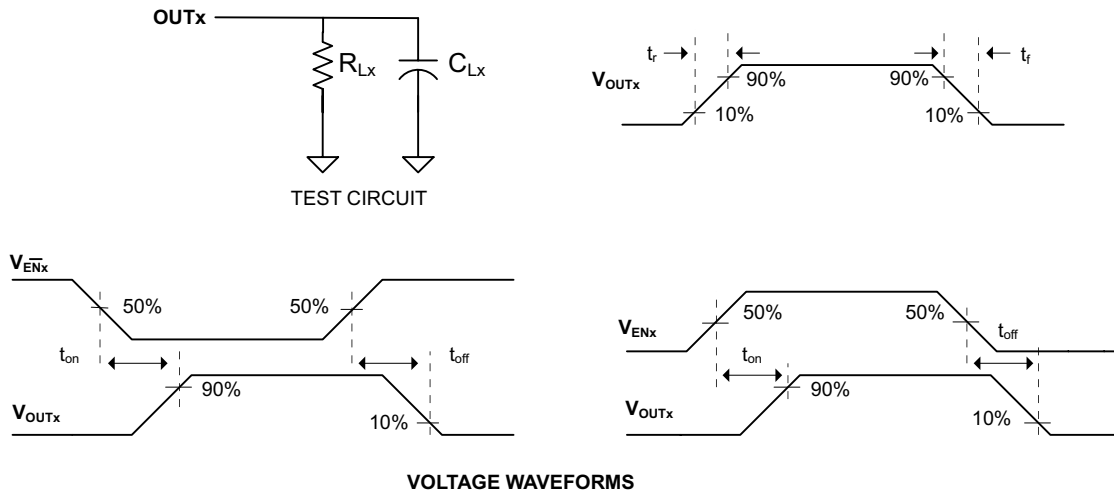 OUTx
RLx
CLx
TEST CIRCUIT
tr
tf
VOUTx
90%
90%
10%
10%
VEN̅x
50%
50%
ton
toff
VOUTx
90%
10%
VENx
50%
50%
ton
toff
VOUTx
90%
10%
VOLTAGE WAVEFORMS